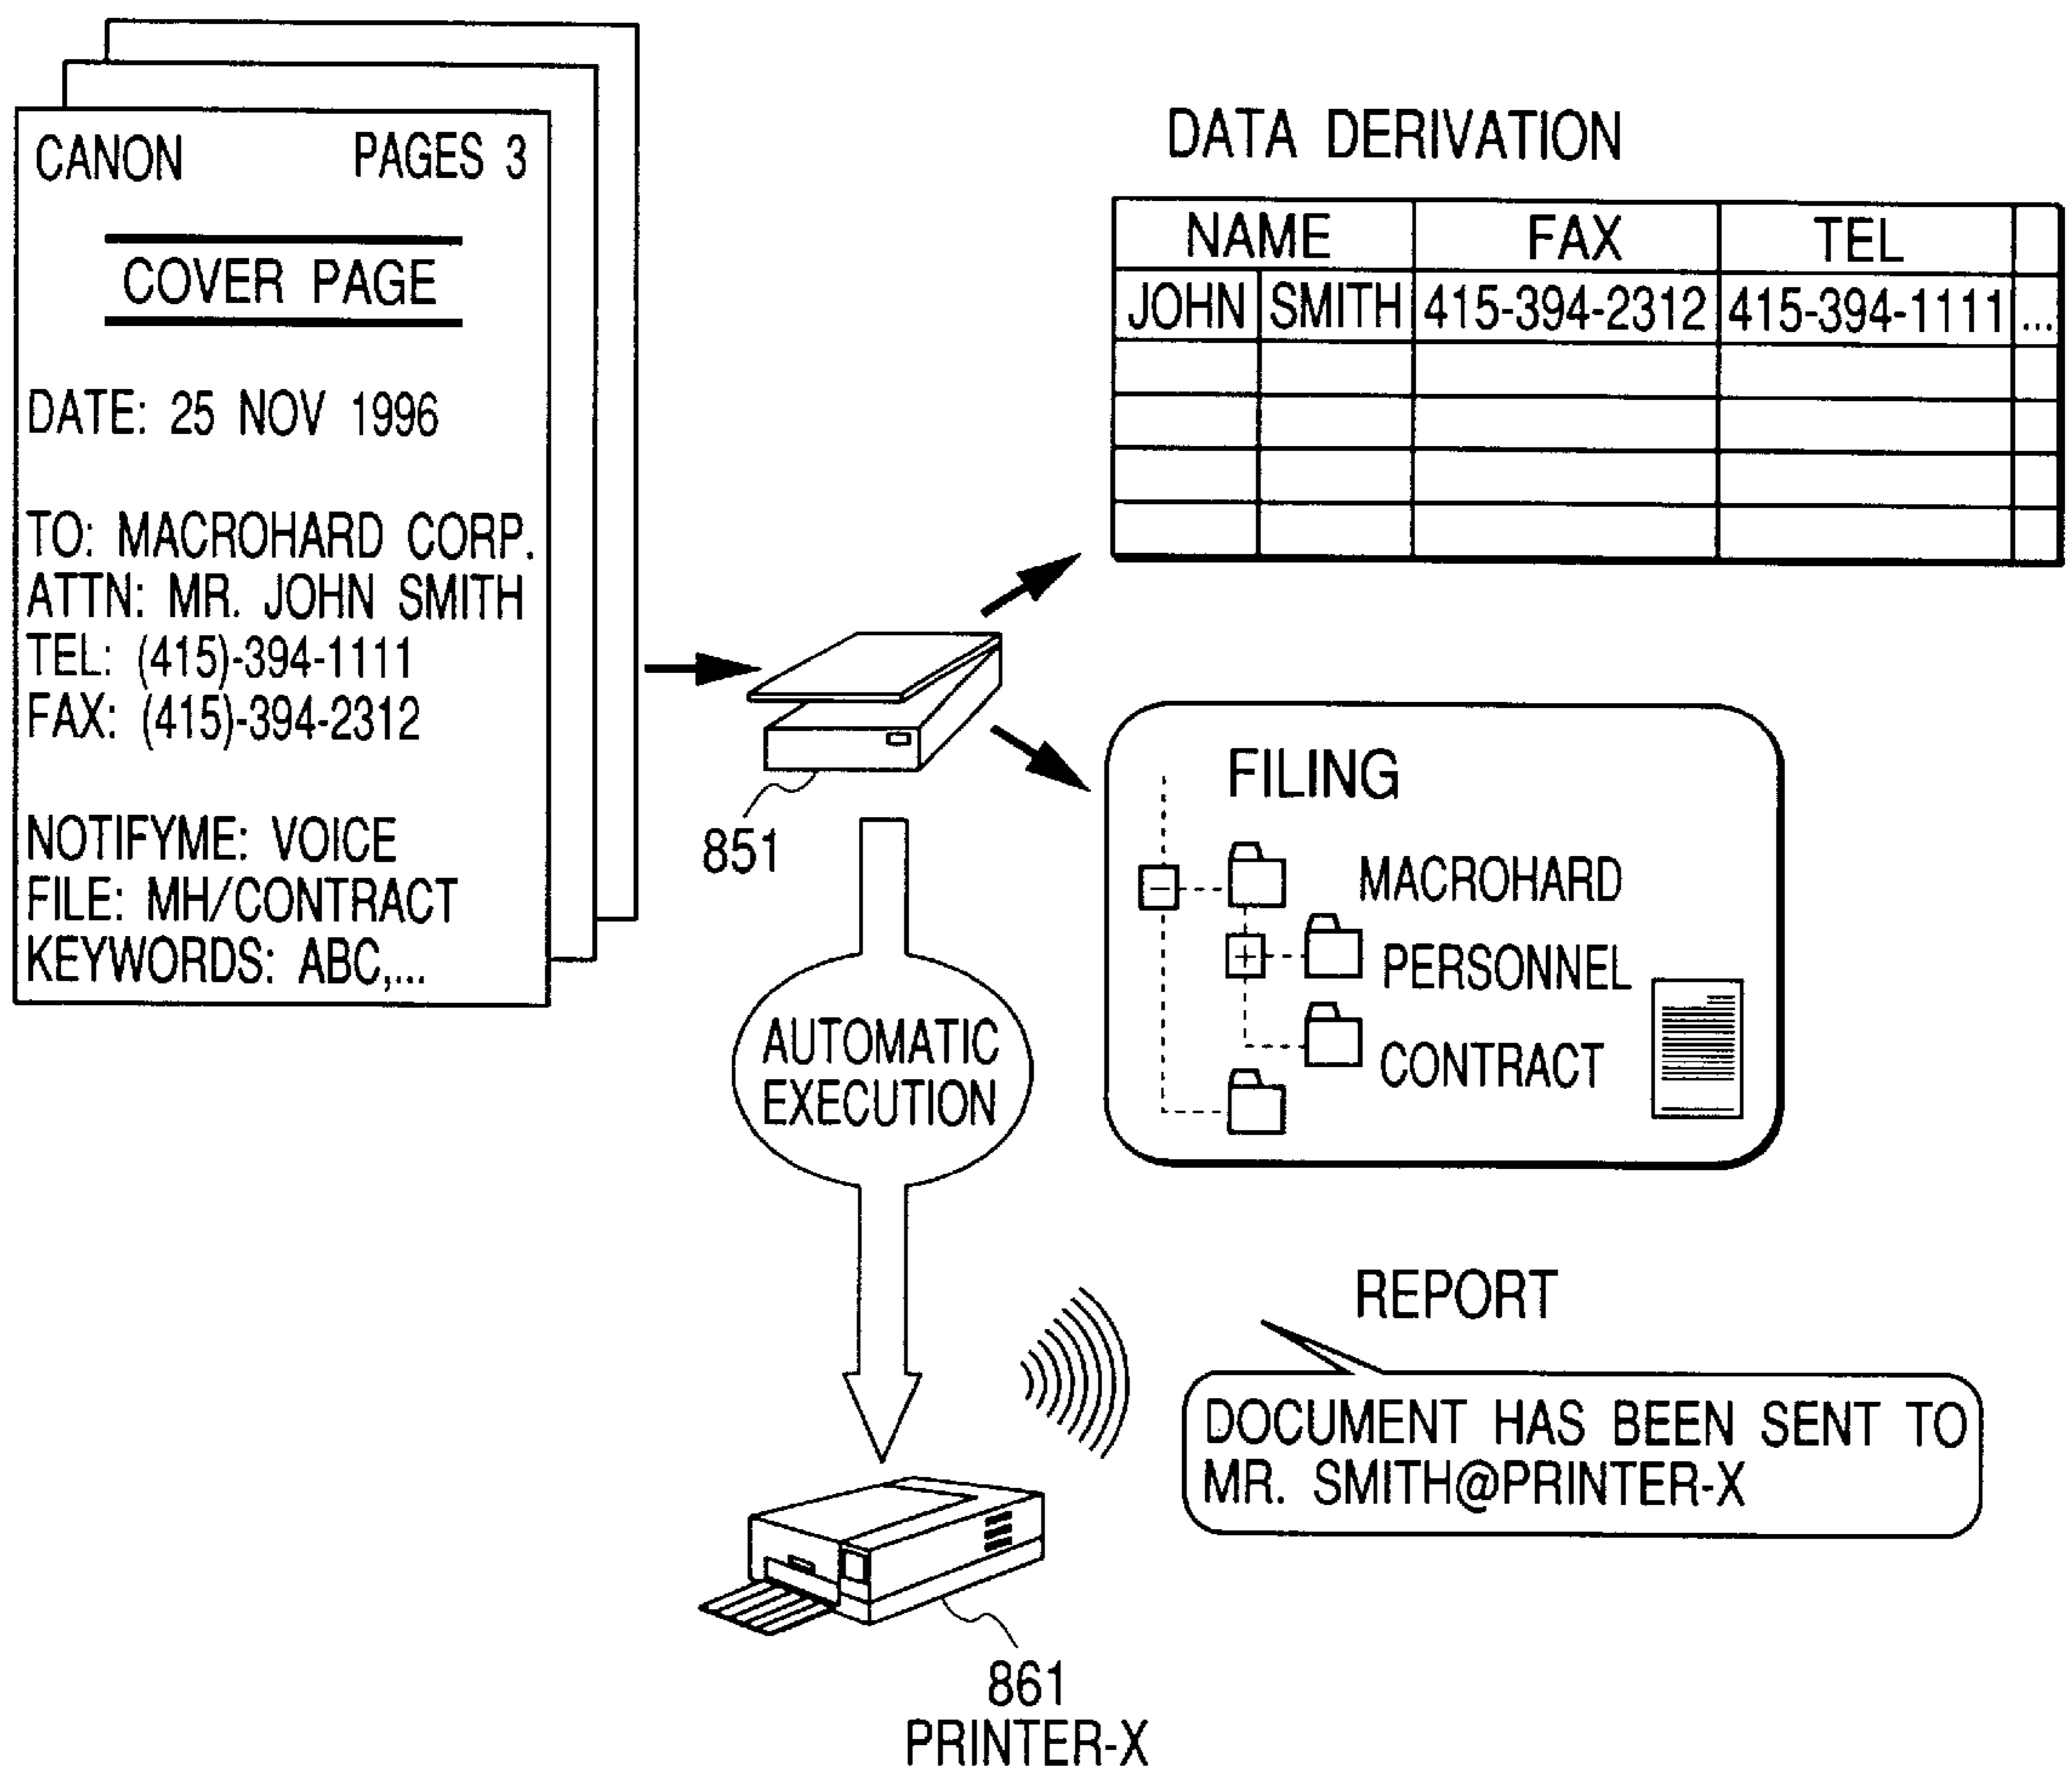 CANON PAGES 3
COVER PAGE
DATE: 25 NOV 1996
TO: MACROHARD CORP.
ATTN: MR. JOHN SMITH
TEL: (415)-394-1111
FAX: (415)-394-2312
NOTIFYME: VOICE
FILE: MH/CONTRACT
KEYWORDS: ABC,...
DATA DERIVATION
NAME FAX TEL
JOHN SMITH 415-394-2312 415-394-1111 ...
851
FILING
MACROHARD
PERSONNEL
CONTRACT
AUTOMATIC
EXECUTION
REPORT
DOCUMENT HAS BEEN SENT TO
MR. SMITH@PRINTER-X
861
PRINTER-X